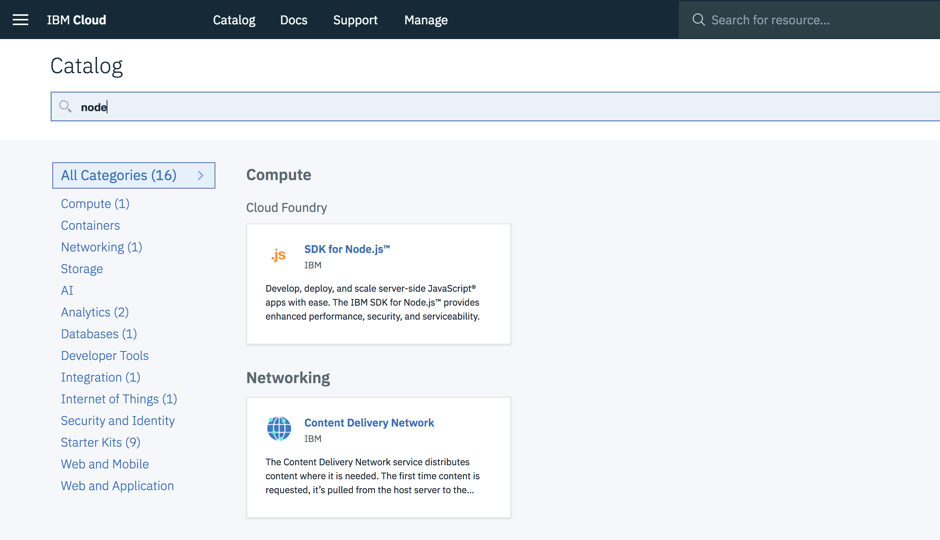 IBM Cloud Catalog Docs Support Manage Search for resource...
Catalog
node
All Categories (16)
Compute (1)
Containers
Networking (1)
Storage
AI
Analytics (2)
Databases (1)
Developer Tools
Integration (1)
Internet of Things (1)
Security and Identity
Starter Kits (9)
Web and Mobile
Web and Application
Compute
Cloud Foundry
.js
SDK for Node.js™
IBM
Develop, deploy, and scale server-side JavaScript®
apps with ease. The IBM SDK for Node.js™ provides
enhanced performance, security, and serviceability.
Networking
Content Delivery Network
IBM
The Content Delivery Network service distributes
content where it is needed. The first time content is
requested, it’s pulled from the host server to the...